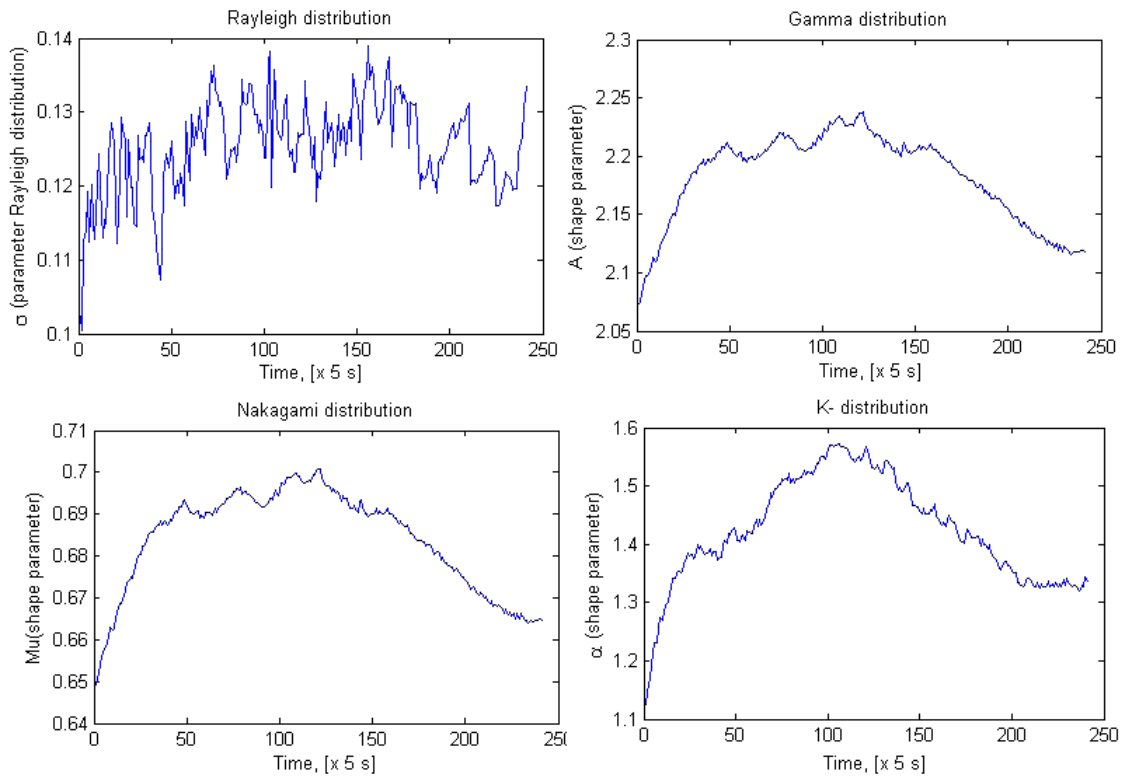 Rayleigh distribution
σ (parameter Rayleigh distribution)
0.14
0.13
0.12
0.11
0.1
0 50 100 150 200 250
Time, [x 5 s]
Gamma distribution
A (shape parameter)
2.3
2.25
2.2
2.15
2.1
2.05
0 50 100 150 200 250
Time, [x 5 s]
Nakagami distribution
Mu(shape parameter)
0.71
0.7
0.69
0.68
0.67
0.66
0.65
0.64
0 50 100 150 200 250
Time, [x 5 s]
K- distribution
α (shape parameter)
1.6
1.5
1.4
1.3
1.2
1.1
0 50 100 150 200 250
Time, [x 5 s]